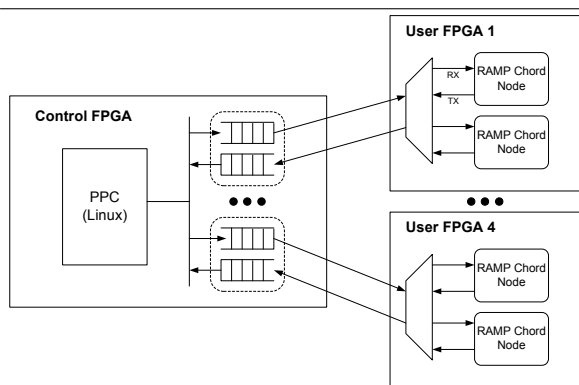 User FPGA 1
RX
TX
RAMP Chord
Node
RAMP Chord
Node
Control FPGA
PPC
(Linux)
User FPGA 4
RAMP Chord
Node
RAMP Chord
Node